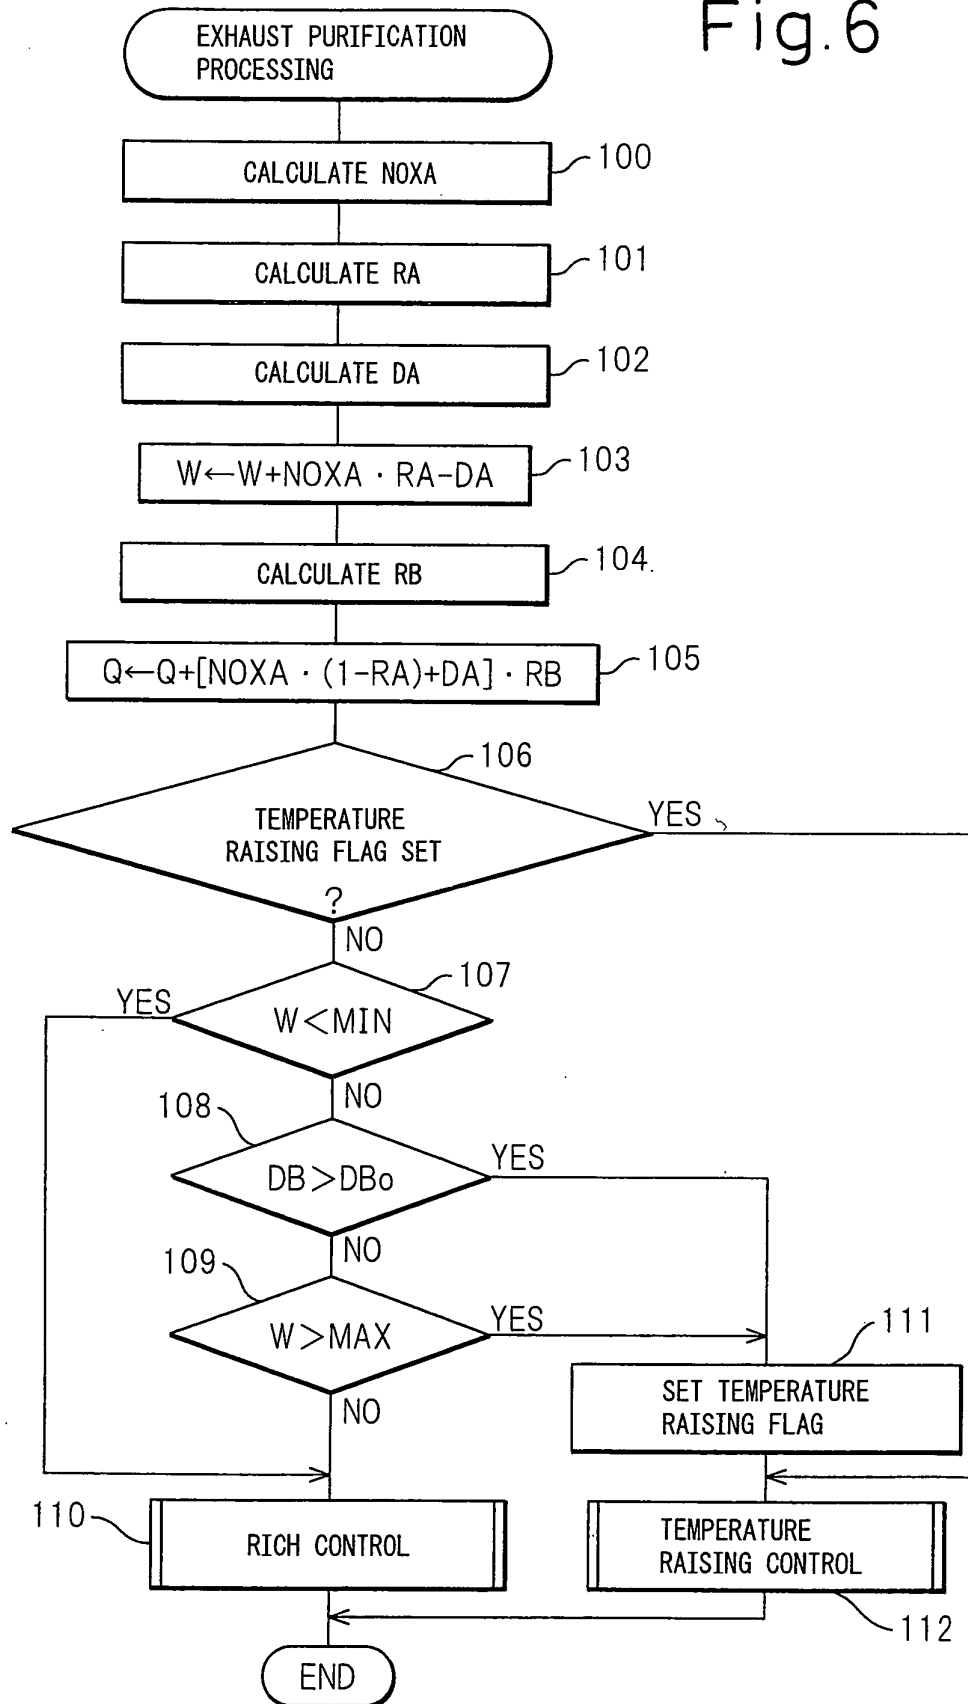 Fig.6
EXHAUST PURIFICATION
PROCESSING
100
CALCULATE NOXA
101
CALCULATE RA
102
CALCULATE DA
103
W←W+NOXA · RA-DA
104
CALCULATE RB
105
Q←Q+[NOXA · (1-RA)+DA] · RB
106
TEMPERATURE
RAISING FLAG SET
?
YES
NO
107
YES
W<MIN
NO
108
DB>DBo
YES
NO
109
W>MAX
YES
NO
111
SET TEMPERATURE
RAISING FLAG
110
RICH CONTROL
TEMPERATURE
RAISING CONTROL
112
END